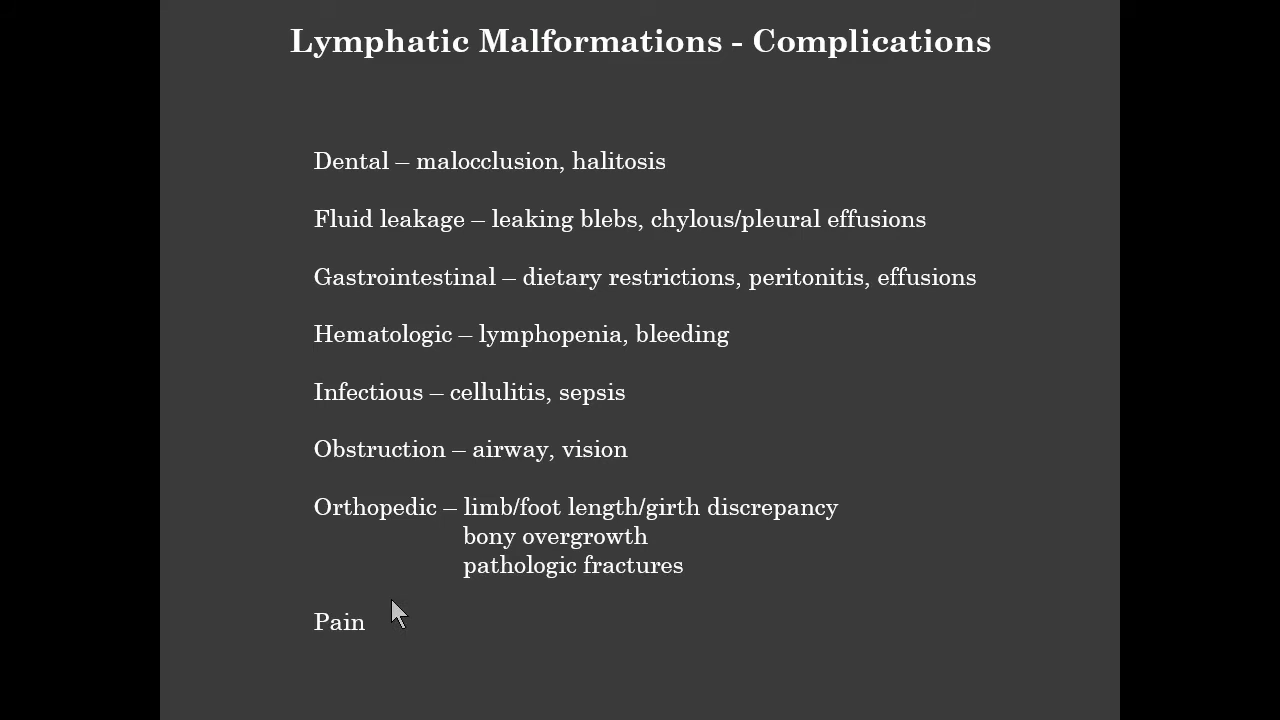 Lymphatic Malformations - Complications
Dental – malocclusion, halitosis
Fluid leakage – leaking blebs, chylous/pleural effusions
Gastrointestinal – dietary restrictions, peritonitis, effusions
Hematologic – lymphopenia, bleeding
Infectious – cellulitis, sepsis
Obstruction – airway, vision
Orthopedic – limb/foot length/girth discrepancy
bony overgrowth
pathologic fractures
Pain